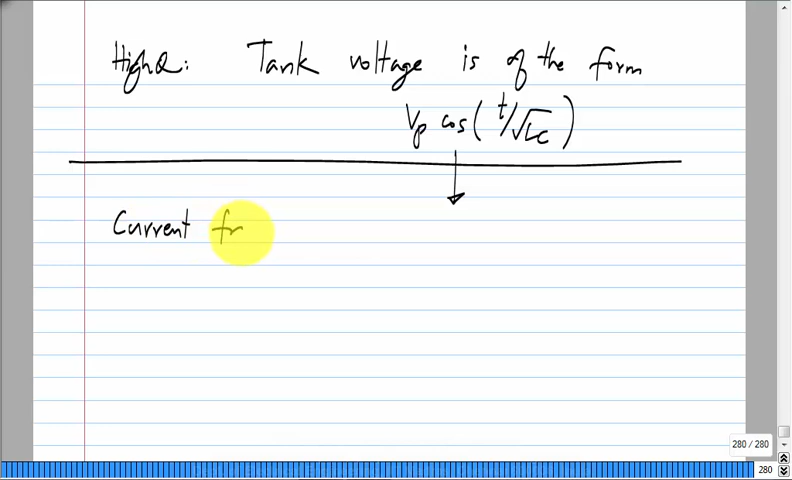 High Q: Tank voltage is of the form
Vp cos( t/√LC )
Current fr
280 / 280
280